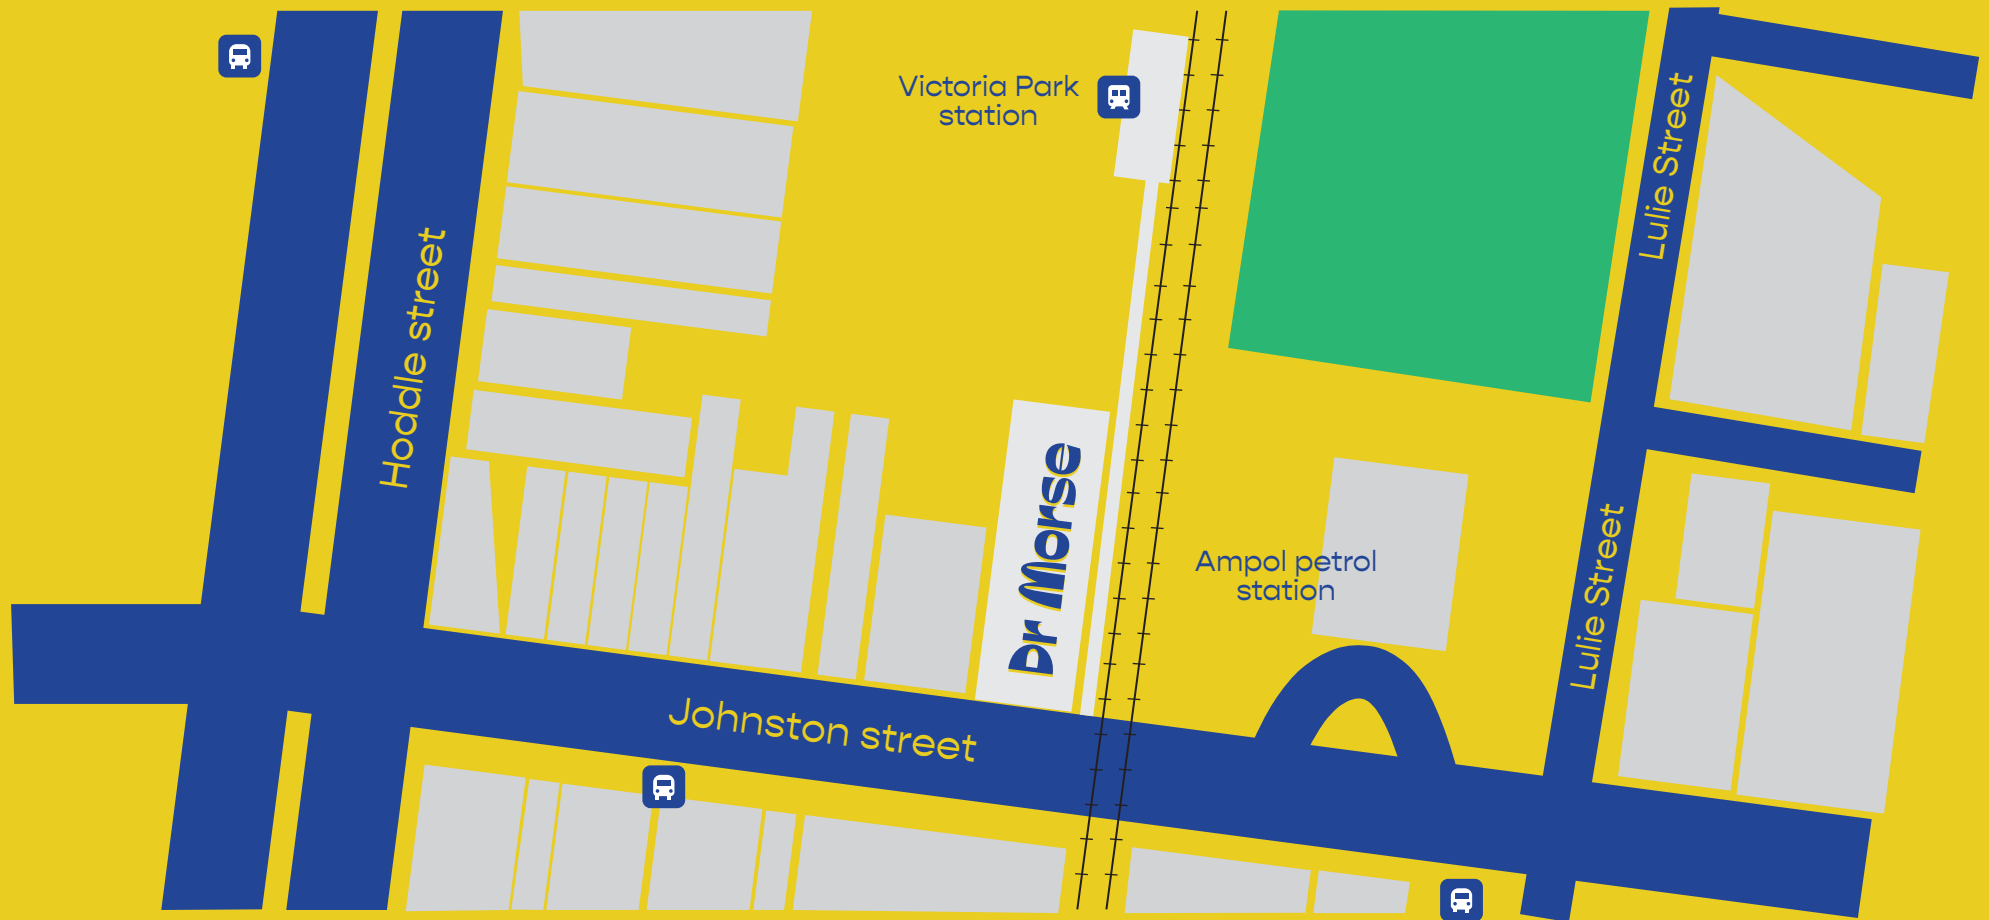 Victoria Park
station
Lulie Street
Hoddle street
Dr Morse
Ampol petrol
station
Lulie Street
Johnston street